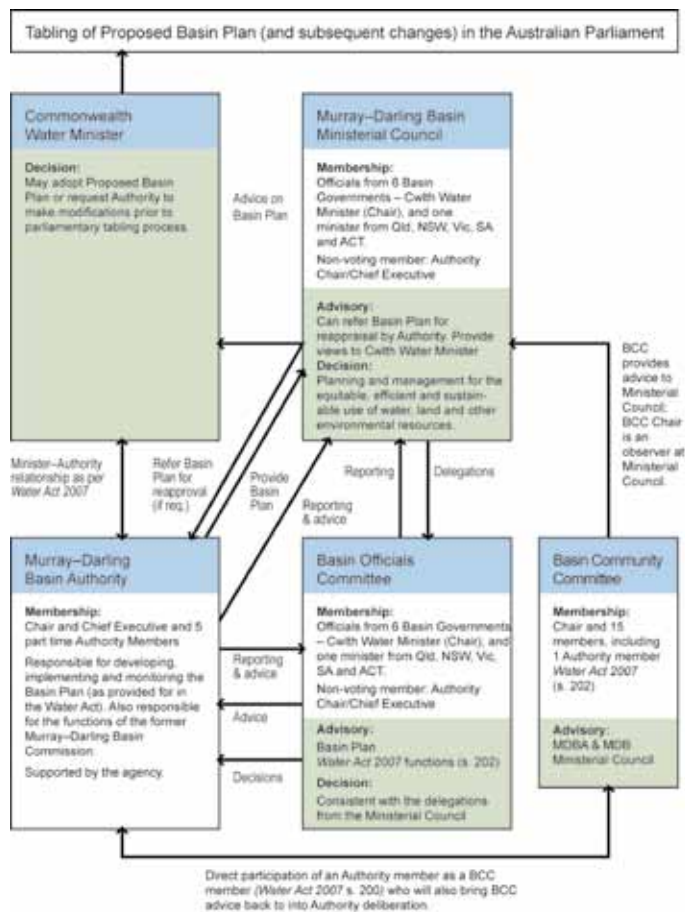 Tabling of Proposed Basin Plan (and subsequent changes) in the Australian Parliament
Commonwealth
Water Minister
Decision:
May adopt Proposed Basin
Plan or request Authority to
make modifications prior to
parliamentary tabling process.
Advice on
Basin Plan
Murray–Darling Basin
Ministerial Council
Membership:
Officials from 6 Basin
Governments – Cwlth Water
Minister (Chair), and one
minister from Qld, NSW, Vic, SA
and ACT.
Non-voting member: Authority
Chair/Chief Executive
Advisory:
Can refer Basin Plan for
reappraisal by Authority. Provide
views to Cwlth Water Minister
Decision:
Planning and management for the
equitable, efficient and sustain-
able use of water, land and other
environmental resources.
BCC
provides
advice to
Ministerial
Council;
BCC Chair
is an
observer at
Ministerial
Council.
Minister–Authority
relationship as per
Water Act 2007
Refer Basin
Plan for
reapproval
(if req.)
Provide
Basin
Plan
Reporting
& advice
Reporting
Delegations
Murray–Darling
Basin Authority
Membership:
Chair and Chief Executive and 5
part time Authority Members
Responsible for developing,
implementing and monitoring the
Basin Plan (as provided for in
the Water Act). Also responsible
for the functions of the former
Murray–Darling Basin
Commission
Supported by the agency.
Reporting
& advice
Advice
Decisions
Basin Officials
Committee
Membership:
Officials from 6 Basin Governments
– Cwlth Water Minister (Chair), and
one minister from Qld, NSW, Vic,
SA and ACT.
Non-voting member: Authority
Chair/Chief Executive
Advisory:
Basin Plan
Water Act 2007 functions (s. 202)
Decision:
Consistent with the delegations
from the Ministerial Council
Basin Community
Committee
Membership:
Chair and 15
members, including
1 Authority member
Water Act 2007
(s. 202)
Advisory:
MDBA & MDB
Ministerial Council
Direct participation of an Authority member as a BCC
member (Water Act 2007 s. 200) who will also bring BCC
advice back to into Authority deliberation.